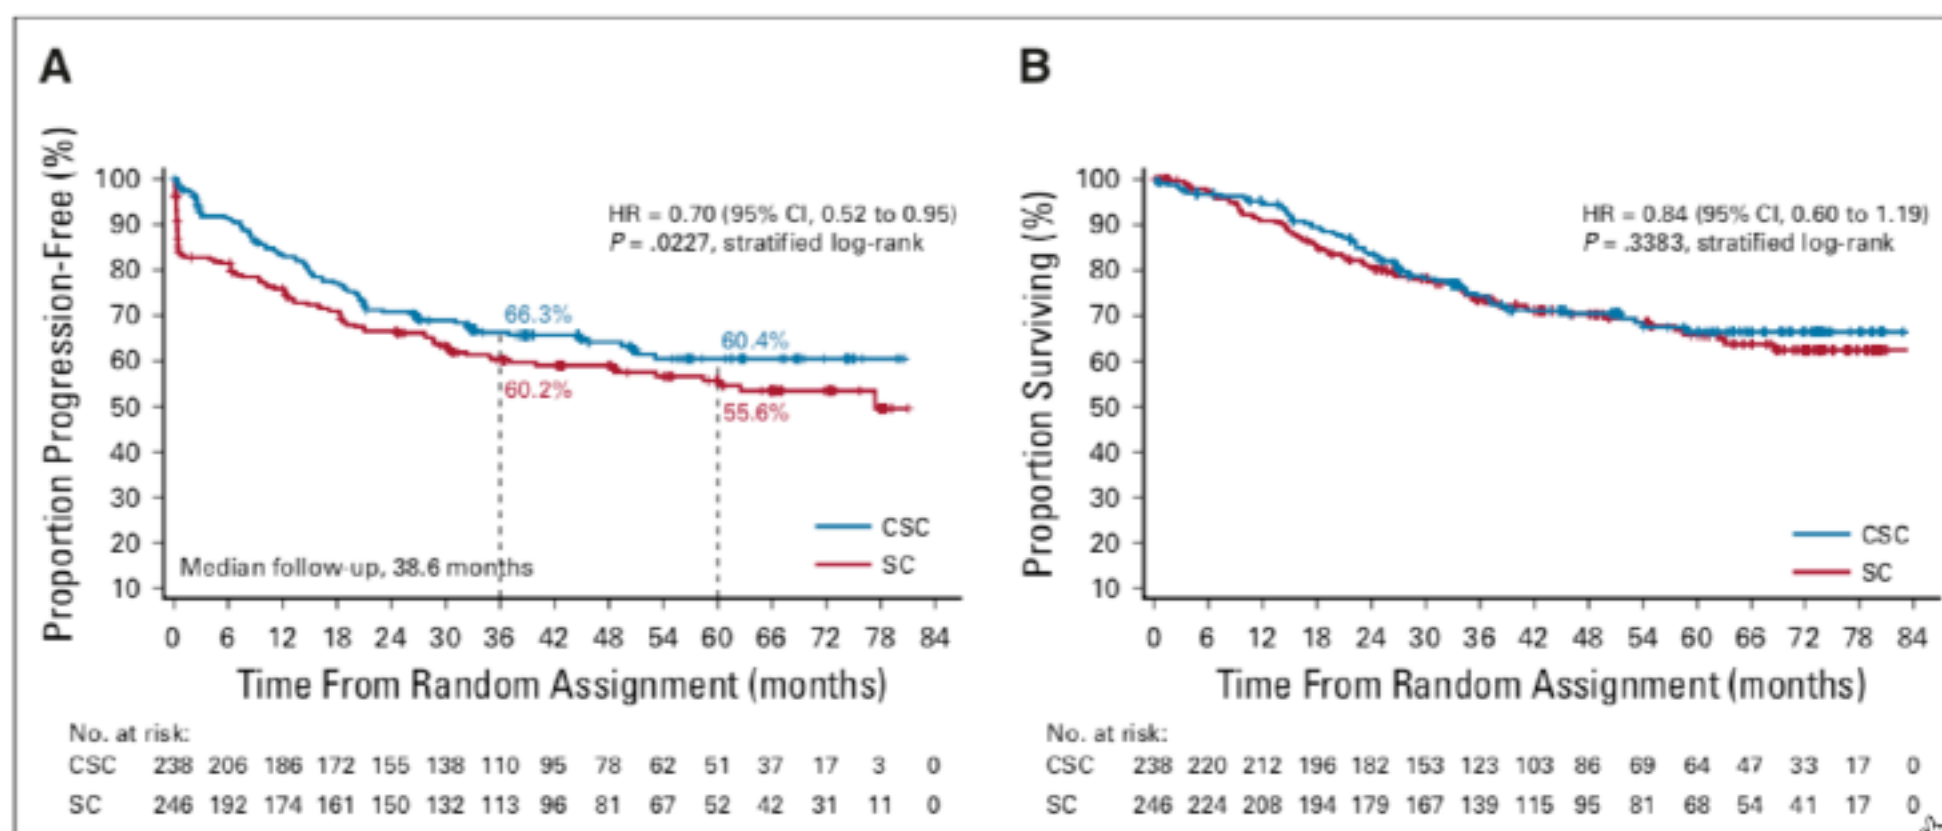 A
Proportion Progression-Free (%)
100
90
80
70
60
50
40
30
20
10
HR = 0.70 (95% CI, 0.52 to 0.95)
P = .0227, stratified log-rank
66.3%
60.4%
60.2%
55.6%
CSC
SC
Median follow-up, 38.6 months
0 6 12 18 24 30 36 42 48 54 60 66 72 78 84
Time From Random Assignment (months)
No. at risk:
CSC 238 206 186 172 155 138 110 95 78 62 51 37 17 3 0
SC 246 192 174 161 150 132 113 96 81 67 52 42 31 11 0
B
Proportion Surviving (%)
100
90
80
70
60
50
40
30
20
10
HR = 0.84 (95% CI, 0.60 to 1.19)
P = .3383, stratified log-rank
CSC
SC
0 6 12 18 24 30 36 42 48 54 60 66 72 78 84
Time From Random Assignment (months)
No. at risk:
CSC 238 220 212 196 182 153 123 103 86 69 64 47 33 17 0
SC 246 224 208 194 179 167 139 115 95 81 68 54 41 17 0